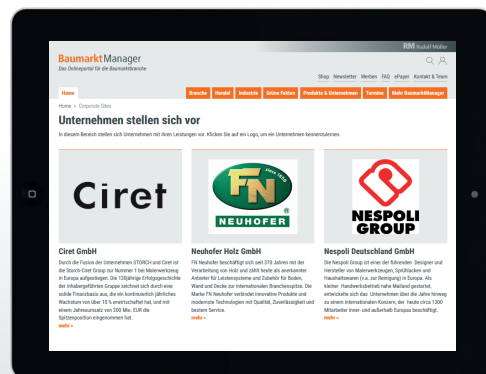 RM Rudolf Müller
BaumarktManager
Das Onlineportal für die Baumarktbranche
Shop Newsletter Werben FAQ ePaper Kontakt & Team
Home Branche Handel Industrie Grüne Fakten Produkte & Unternehmen Termine Mehr BaumarktManager
Home » Corporate Sites
Unternehmen stellen sich vor
In diesem Bereich stellen sich Unternehmen mit ihren Leistungen vor. Klicken Sie auf ein Logo, um ein Unternehmen kennenzulernen.
Ciret
since 1650
FN
®
NEUHOFER
NESPOLI
GROUP
Ciret GmbH
Durch die Fusion der Unternehmen STORCH und Ciret ist
die Storch-Ciret Group zur Nummer 1 bei Malerwerkzeug
in Europa aufgestiegen. Die 120jährige Erfolgsgeschichte
der inhabergeführten Gruppe zeichnet sich durch eine
solide Finanzbasis aus, die ein kontinuierlich jährliches
Wachstum von über 10 % erwirtschaftet hat, und mit
einem Jahresumsatz von 200 Mio. EUR die
Spitzenposition eingenommen hat.
mehr »
Neuhofer Holz GmbH
FN Neuhofer beschäftigt sich seit 370 Jahren mit der
Verarbeitung von Holz und zählt heute als anerkannter
Anbieter für Leisten und Zubehör für Boden,
Wand und Decke zur internationalen Branchenspitze. Die
Marke FN Neuhofer verbindet innovative Produkte und
modernste Technologien mit Qualität, Zuverlässigkeit und
bestem Service.
mehr »
Nespoli Deutschland GmbH
Die Nespoli Group ist einer der führenden Designer und
Hersteller von Malerwerkzeugen, Sprühlacken und
Haushaltswaren (v.a. zur Reinigung) in Europa. Als
kleiner Handwerksbetrieb nahe Mailand gestartet,
entwickelte sich das Unternehmen über die Jahre hinweg
zu einem internationalen Konzern, der heute circa 1300
Mitarbeiter inner- und außerhalb Europas beschäftigt.
mehr »